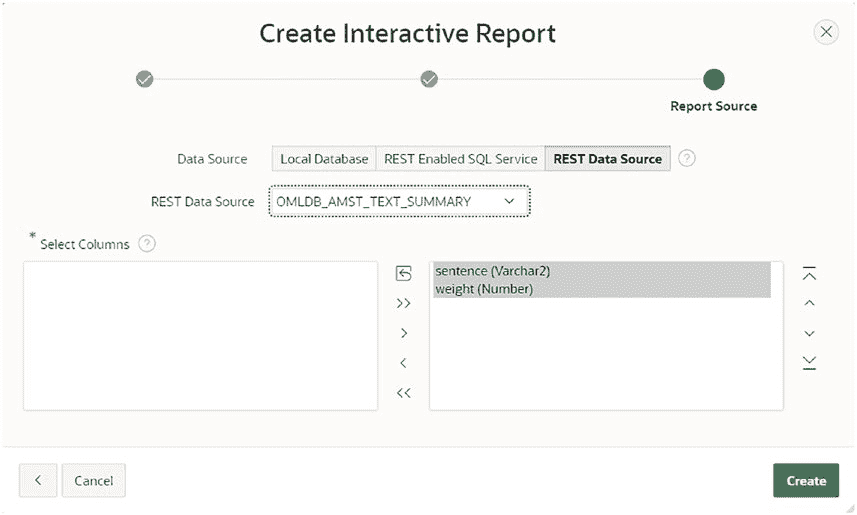 Create Interactive Report
Report Source
Data Source Local Database REST Enabled SQL Service REST Data Source ?
REST Data Source OMLDB_AMST_TEXT_SUMMARY
* Select Columns ?
sentence (Varchar2)
weight (Number)
Cancel Create